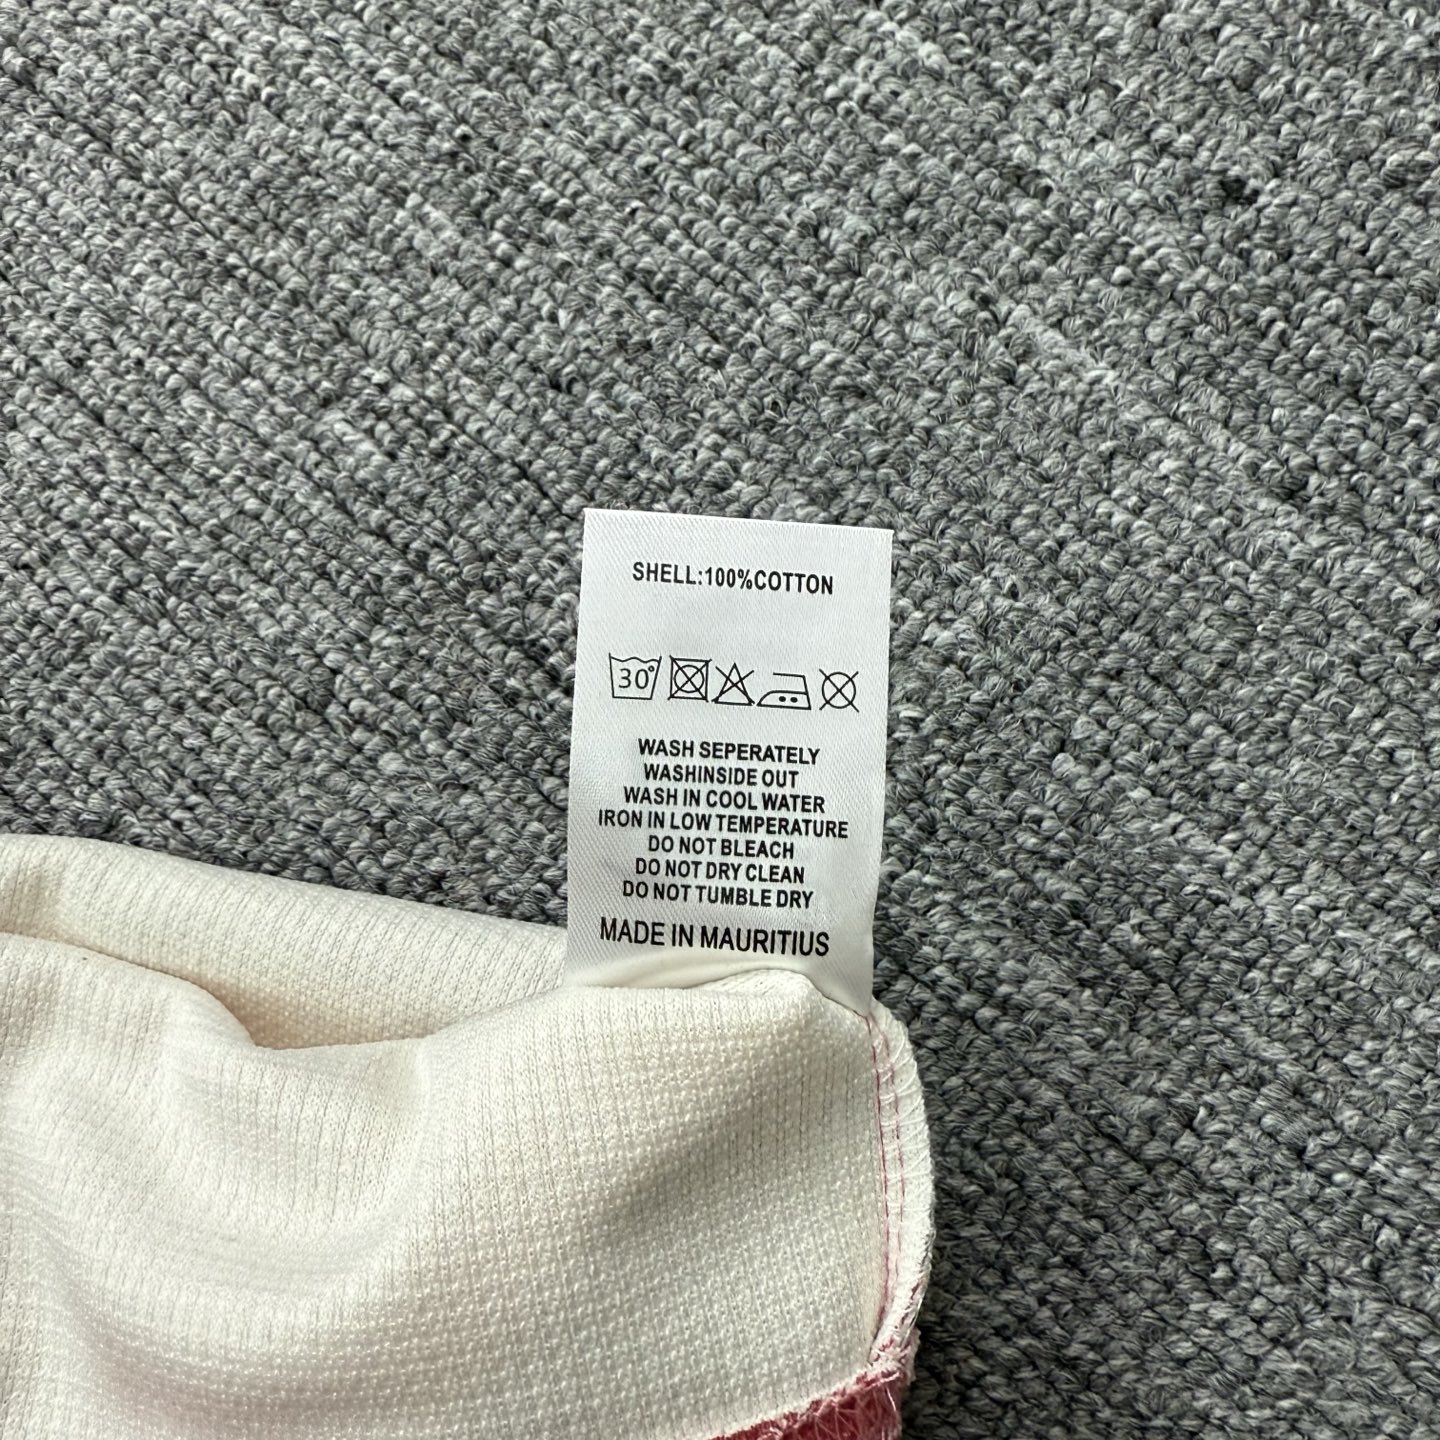 SHELL:100%COTTON
30°
WASH SEPERATELY
WASHINSIDE OUT
WASH IN COOL WATER
IRON IN LOW TEMPERATURE
DO NOT BLEACH
DO NOT DRY CLEAN
DO NOT TUMBLE DRY
MADE IN MAURITIUS